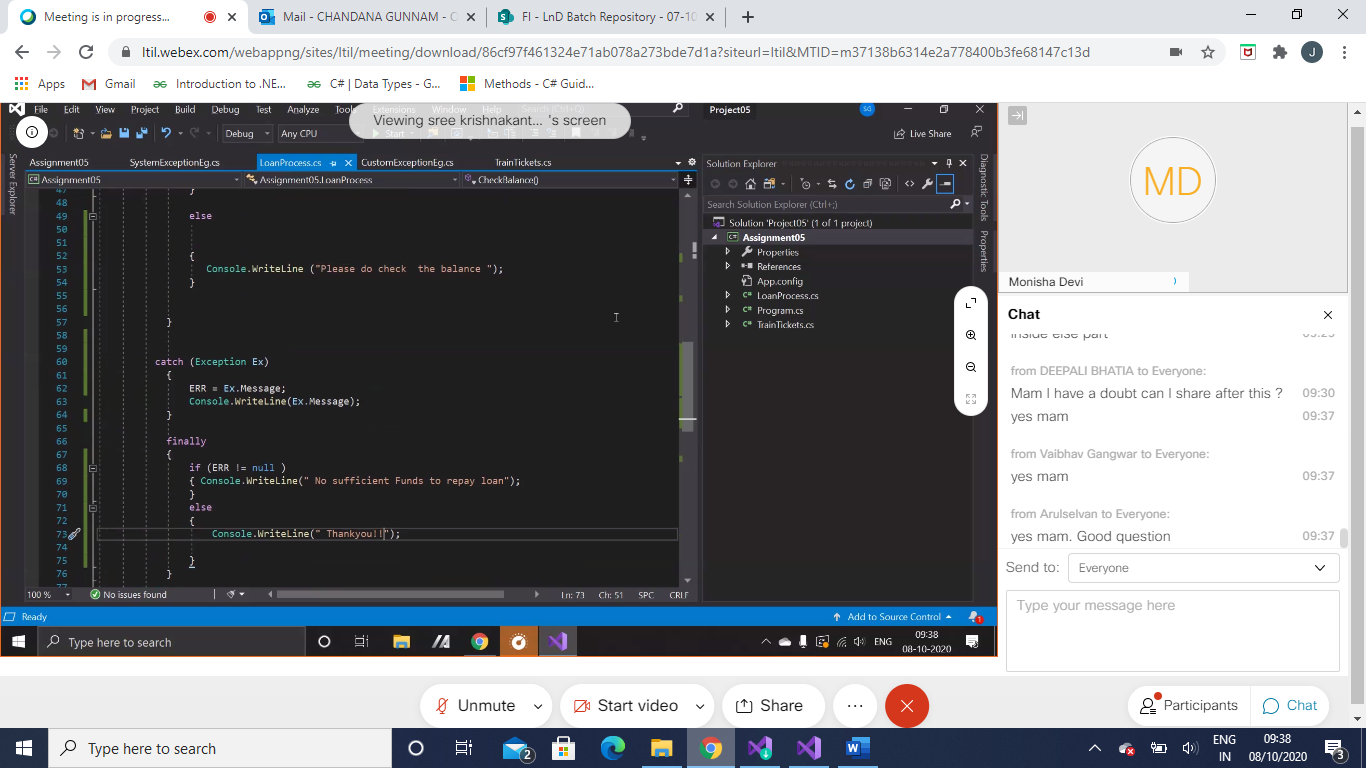 Meeting is in progress...
Mail - CHANDANA GUNNAM - C
FI - LnD Batch Repository - 07-10
ltil.webex.com/webappng/sites/ltil/meeting/download/86cf97f461324e71ab078a273bde7d1a?siteurl=ltil&MTID=m37138b6314e2a778400b3fe68147c13d
J
Apps
Gmail
Introduction to .NE...
C# | Data Types - G...
Methods - C# Guid...
File Edit View Project Build Debug Test Analyze Tools Extensions Window Help Search (Ctrl+Q)
Project05
SG
Viewing sree krishnakant... 's screen
Debug
Any CPU
Start
Live Share
Server Explorer
Assignment05
SystemExceptionEg.cs
LoanProcess.cs
CustomExceptionEg.cs
TrainTickets.cs
Assignment05
Assignment05.LoanProcess
CheckBalance()
47 }
48
49 else
50
51
52 {
53 Console.WriteLine ("Please do check  the balance ");
54 }
55
56
57 }
58
59
60 catch (Exception Ex)
61 {
62 ERR = Ex.Message;
63 Console.WriteLine(Ex.Message);
64 }
65
66 finally
67 {
68 if (ERR != null )
69 { Console.WriteLine(" No sufficient Funds to repay loan");
70 }
71 else
72 {
73 Console.WriteLine(" Thankyou!!");
74
75 }
76 }
77
100 %
No issues found
Ln: 73
Ch: 51
SPC
CRLF
Solution Explorer
Search Solution Explorer (Ctrl+;)
Solution 'Project05' (1 of 1 project)
Assignment05
Properties
References
App.config
LoanProcess.cs
Program.cs
TrainTickets.cs
Diagnostic Tools
Properties
Ready
Add to Source Control
1
Type here to search
ENG
09:38
08-10-2020
MD
Monisha Devi
Chat
inside else part 09:25
from DEEPALI BHATIA to Everyone:
Mam I have a doubt can I share after this ? 09:30
yes mam 09:37
from Vaibhav Gangwar to Everyone:
yes mam 09:37
from Arulselvan to Everyone:
yes mam. Good question 09:37
Send to: Everyone
Type your message here
Unmute
Start video
Share
Participants
Chat
Type here to search
2
ENG
IN
09:38
08/10/2020
3